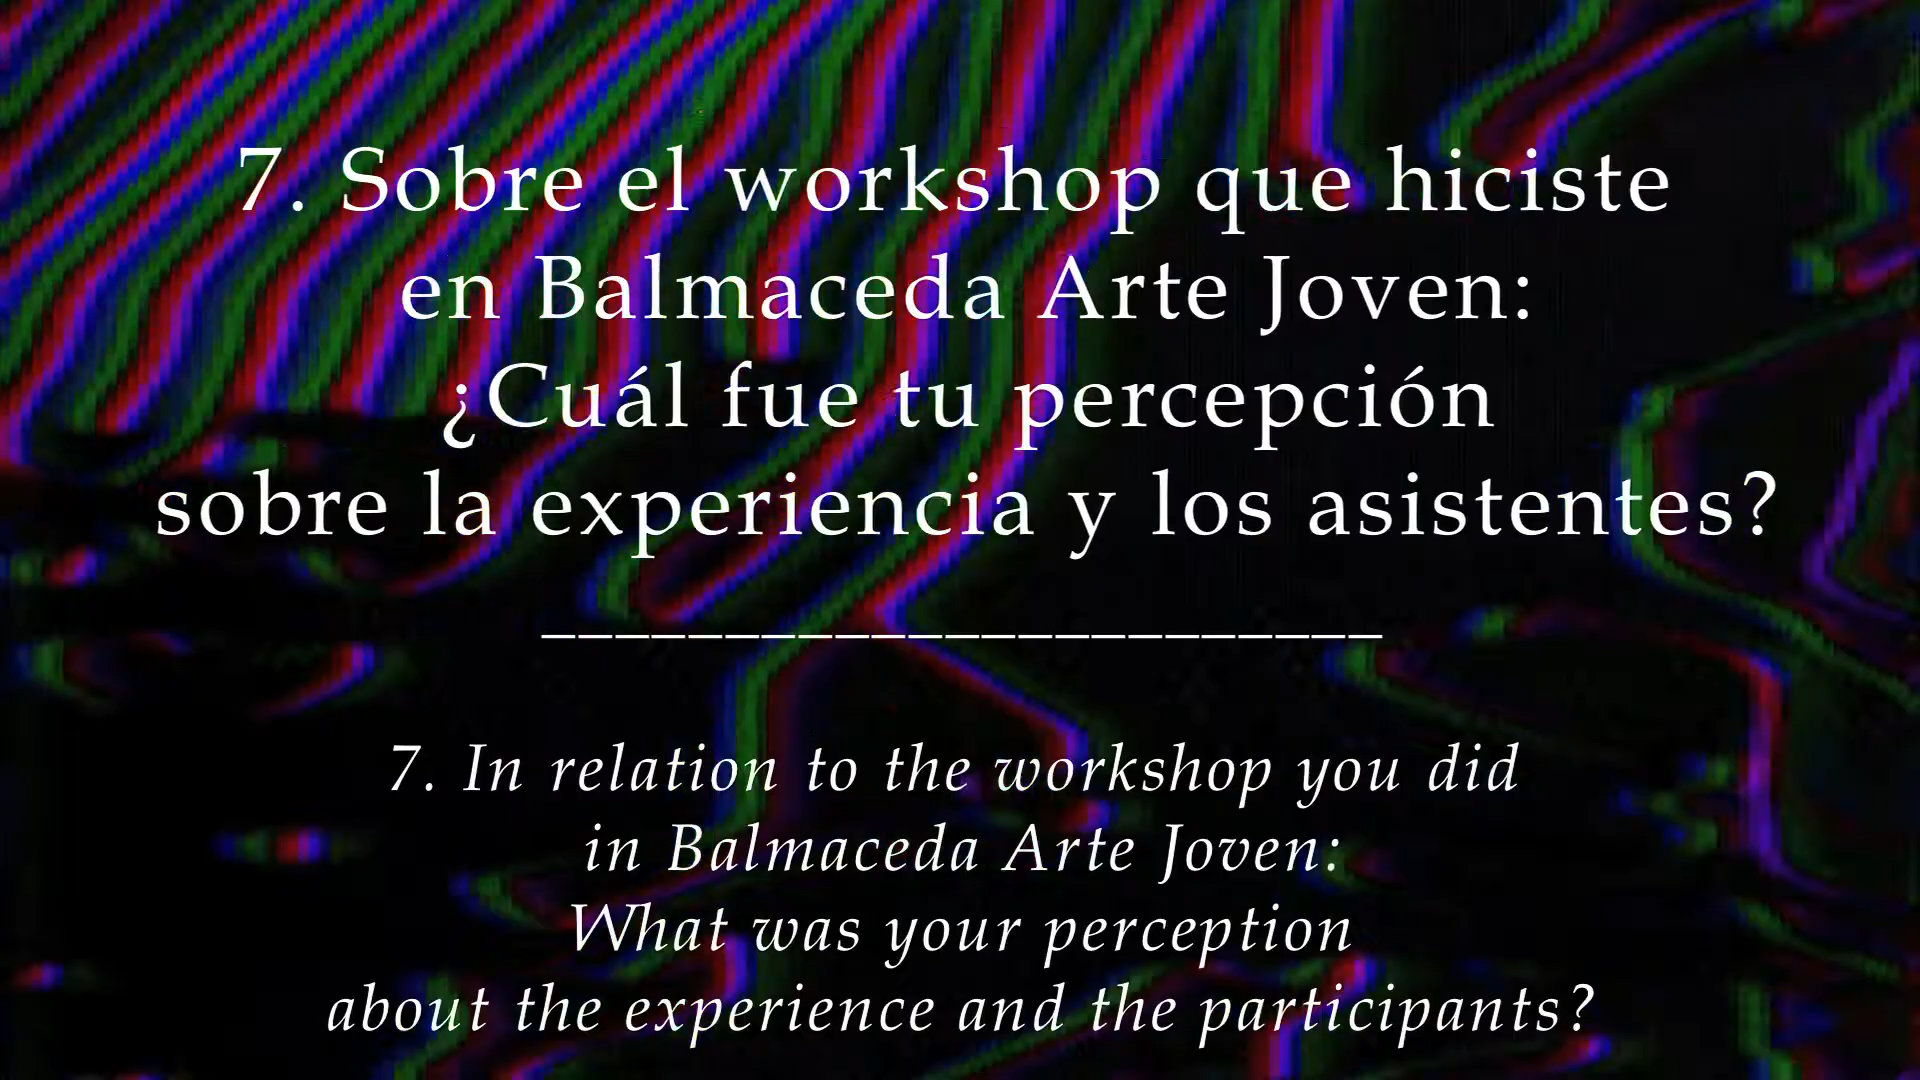 7. Sobre el workshop que hiciste
en Balmaceda Arte Joven:
¿Cuál fue tu percepción
sobre la experiencia y los asistentes?
_______________________
7. In relation to the workshop you did
in Balmaceda Arte Joven:
What was your perception
about the experience and the participants?